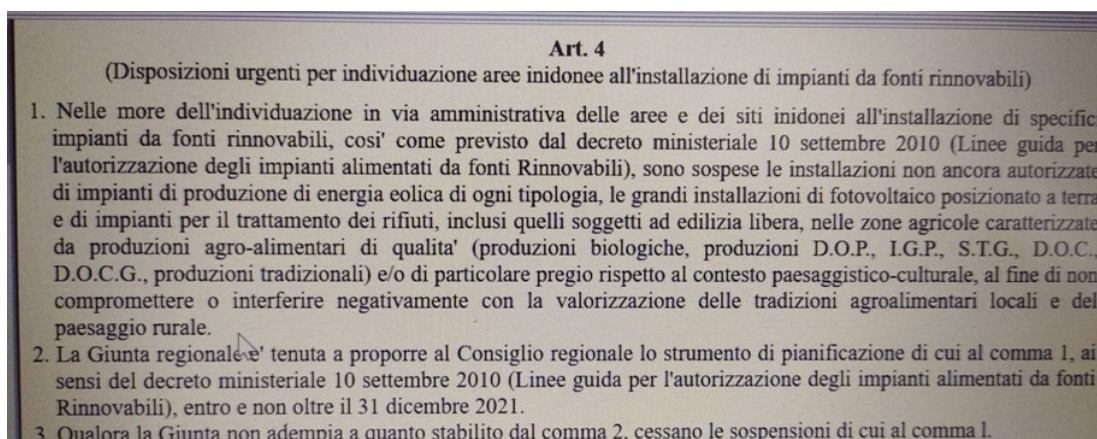 Art. 4
(Disposizioni urgenti per individuazione aree inidonee all'installazione di impianti da fonti rinnovabili)
1. Nelle more dell'individuazione in via amministrativa delle aree e dei siti inidonei all'installazione di specific
impianti da fonti rinnovabili, cosi' come previsto dal decreto ministeriale 10 settembre 2010 (Linee guida per
l'autorizzazione degli impianti alimentati da fonti Rinnovabili), sono sospese le installazioni non ancora autorizzate
di impianti di produzione di energia eolica di ogni tipologia, le grandi installazioni di fotovoltaico posizionato a terra
e di impianti per il trattamento dei rifiuti, inclusi quelli soggetti ad edilizia libera, nelle zone agricole caratterizzate
da produzioni agro-alimentari di qualita' (produzioni biologiche, produzioni D.O.P., I.G.P., S.T.G., D.O.C.,
D.O.C.G., produzioni tradizionali) e/o di particolare pregio rispetto al contesto paesaggistico-culturale, al fine di non
compromettere o interferire negativamente con la valorizzazione delle tradizioni agroalimentari locali e del
paesaggio rurale.
2. La Giunta regionale e' tenuta a proporre al Consiglio regionale lo strumento di pianificazione di cui al comma 1, ai
sensi del decreto ministeriale 10 settembre 2010 (Linee guida per l'autorizzazione degli impianti alimentati da fonti
Rinnovabili), entro e non oltre il 31 dicembre 2021.
3. Qualora la Giunta non adempia a quanto stabilito dal comma 2, cessano le sospensioni di cui al comma 1.